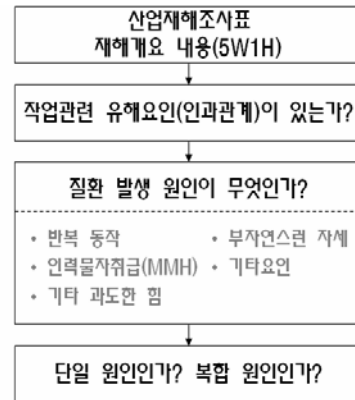 산업재해조사표
재해개요 내용(5W1H)
작업관련 유해요인(인과관계)이 있는가?
질환 발생 원인이 무엇인가?
• 반복 동작 • 부자연스런 자세
• 인력물자취급(MMH) • 기타요인
• 기타 과도한 힘
단일 원인인가? 복합 원인인가?